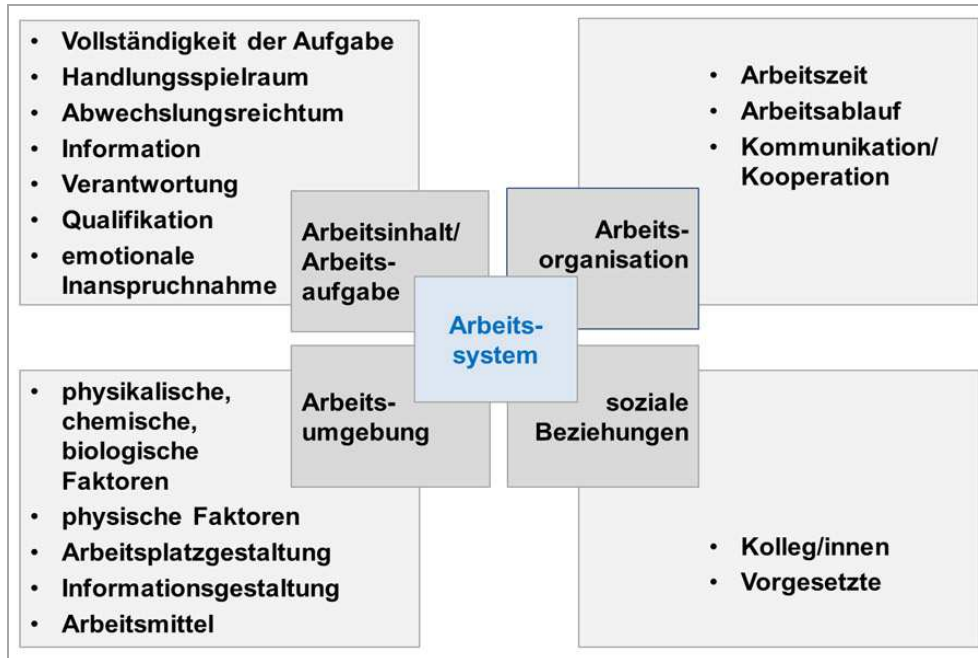 • Vollständigkeit der Aufgabe
• Handlungsspielraum
• Abwechslungsreichtum
• Information
• Verantwortung
• Qualifikation
• emotionale
Inanspruchnahme
Arbeitsinhalt/
Arbeits-
aufgabe
• Arbeitszeit
• Arbeitsablauf
• Kommunikation/
Kooperation
Arbeits-
organisation
Arbeits-
system
• physikalische,
chemische,
biologische
Faktoren
• physische Faktoren
• Arbeitsplatzgestaltung
• Informationsgestaltung
• Arbeitsmittel
Arbeits-
umgebung
soziale
Beziehungen
• Kolleg/innen
• Vorgesetzte